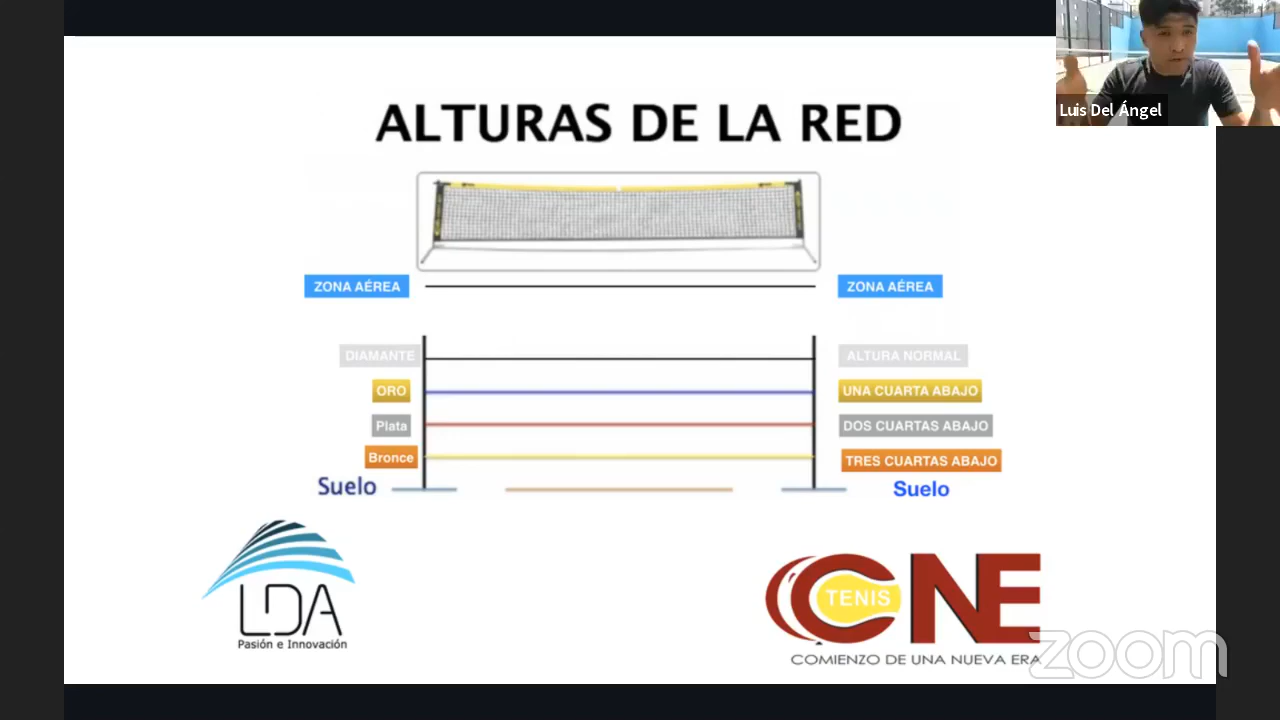 Luis Del Ángel
ALTURAS DE LA RED
ZONA AÉREA
ZONA AÉREA
DIAMANTE
ALTURA NORMAL
ORO
UNA CUARTA ABAJO
Plata
DOS CUARTAS ABAJO
Bronce
TRES CUARTAS ABAJO
Suelo
Suelo
LDA
Pasión e Innovación
TENIS
CNE
COMIENZO DE UNA NUEVA ERA
zoom